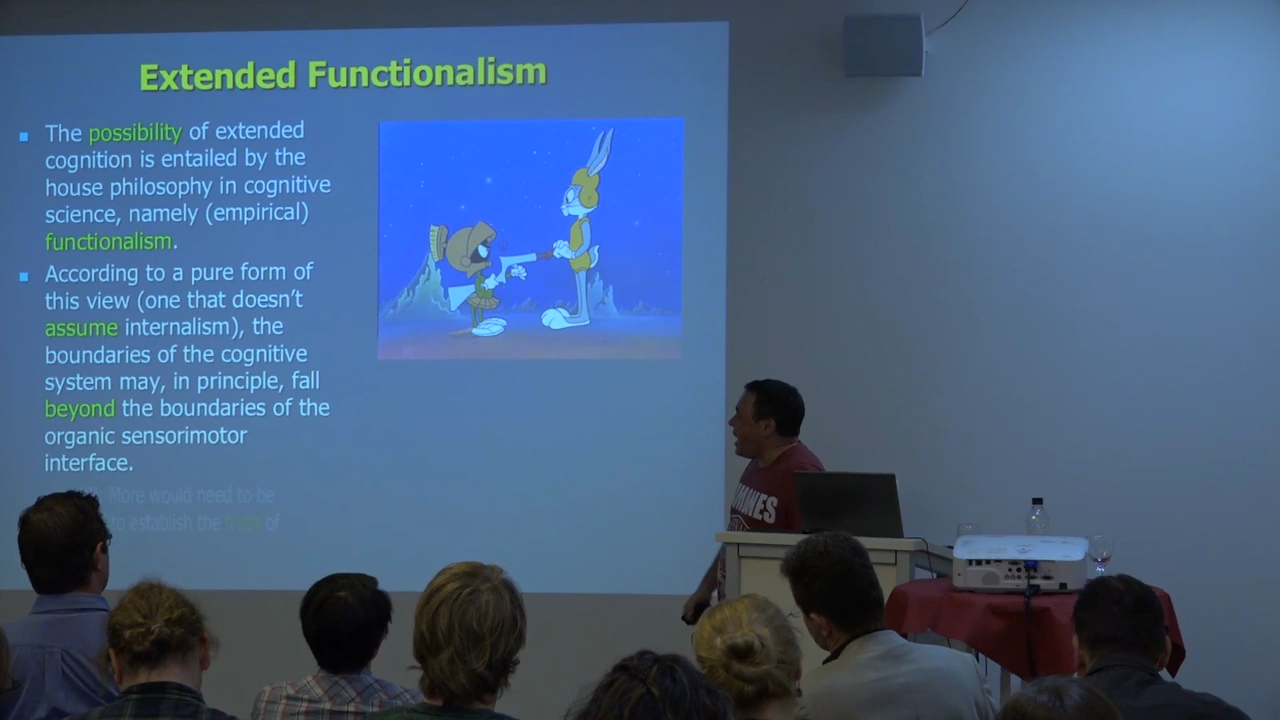 Extended Functionalism
▪ The possibility of extended
cognition is entailed by the
house philosophy in cognitive
science, namely (empirical)
functionalism.
▪ According to a pure form of
this view (one that doesn't
assume internalism), the
boundaries of the cognitive
system may, in principle, fall
beyond the boundaries of the
organic sensorimotor
interface.
More would need to be
to establish the truth of